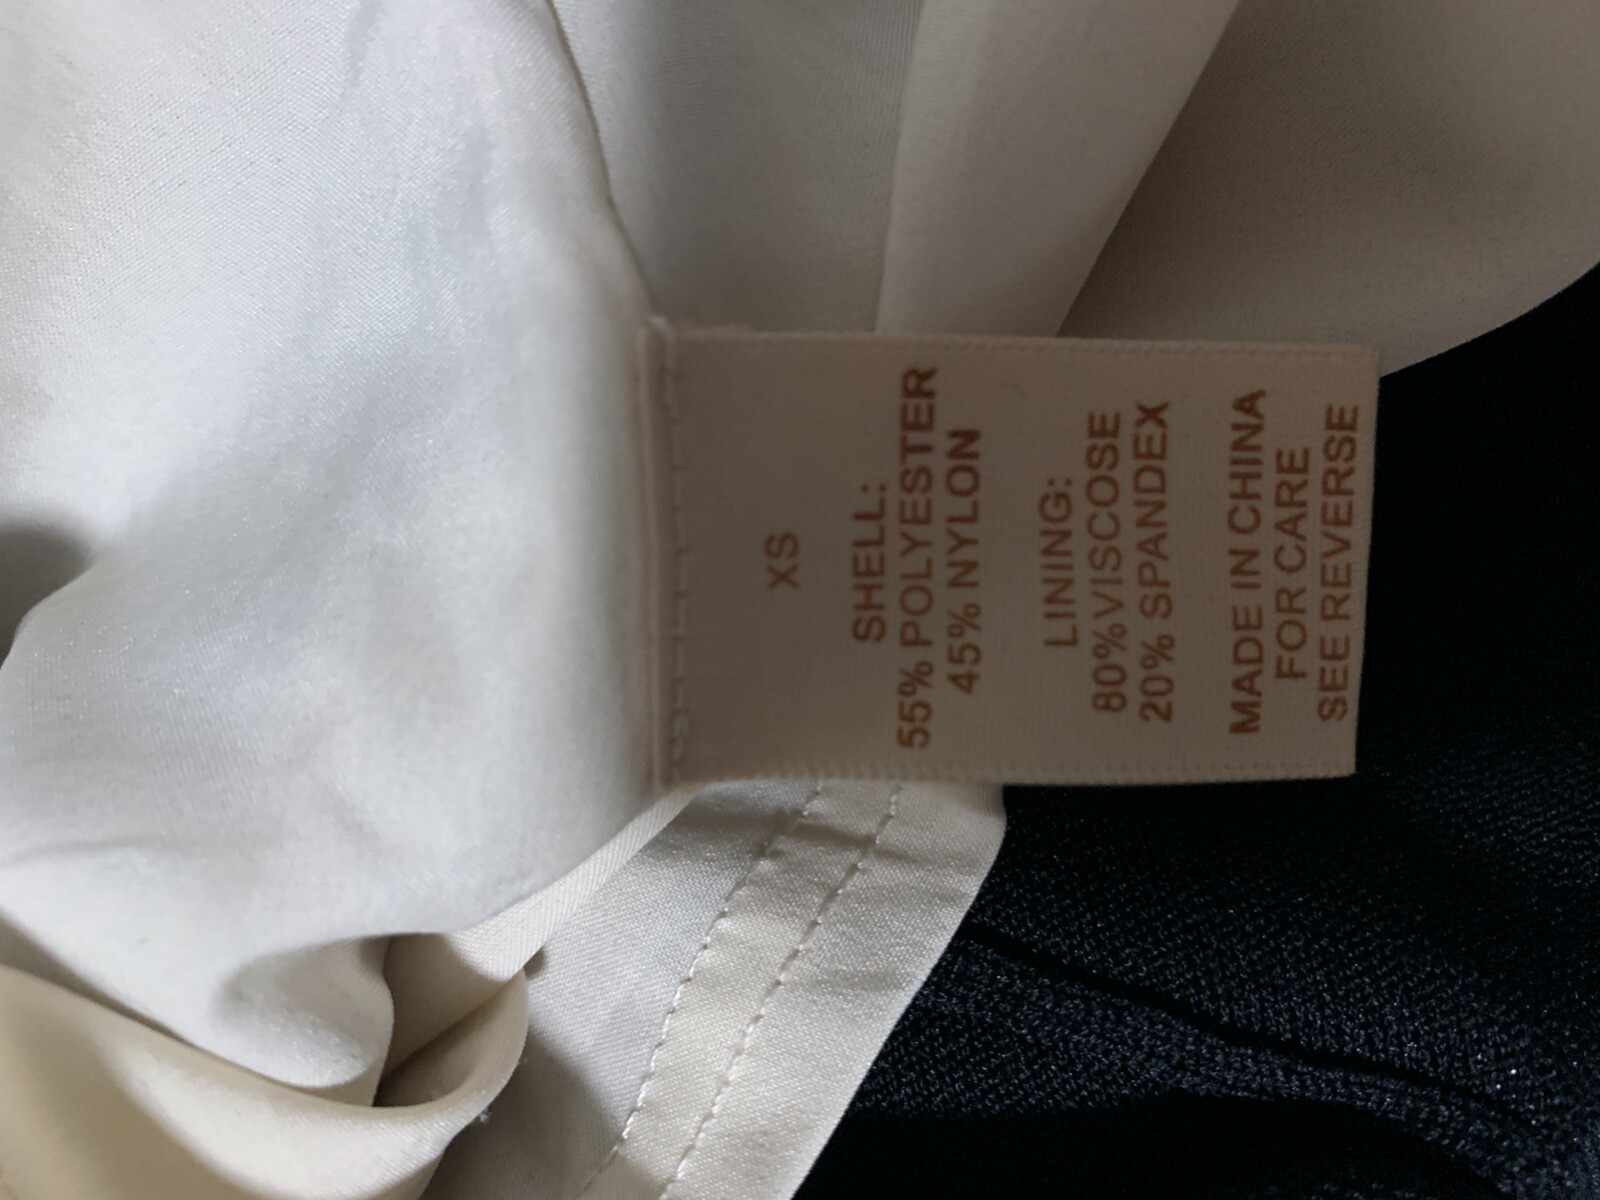 XS
SHELL:
55% POLYESTER
45% NYLON
LINING:
80% VISCOSE
20% SPANDEX
MADE IN CHINA
FOR CARE
SEE REVERSE